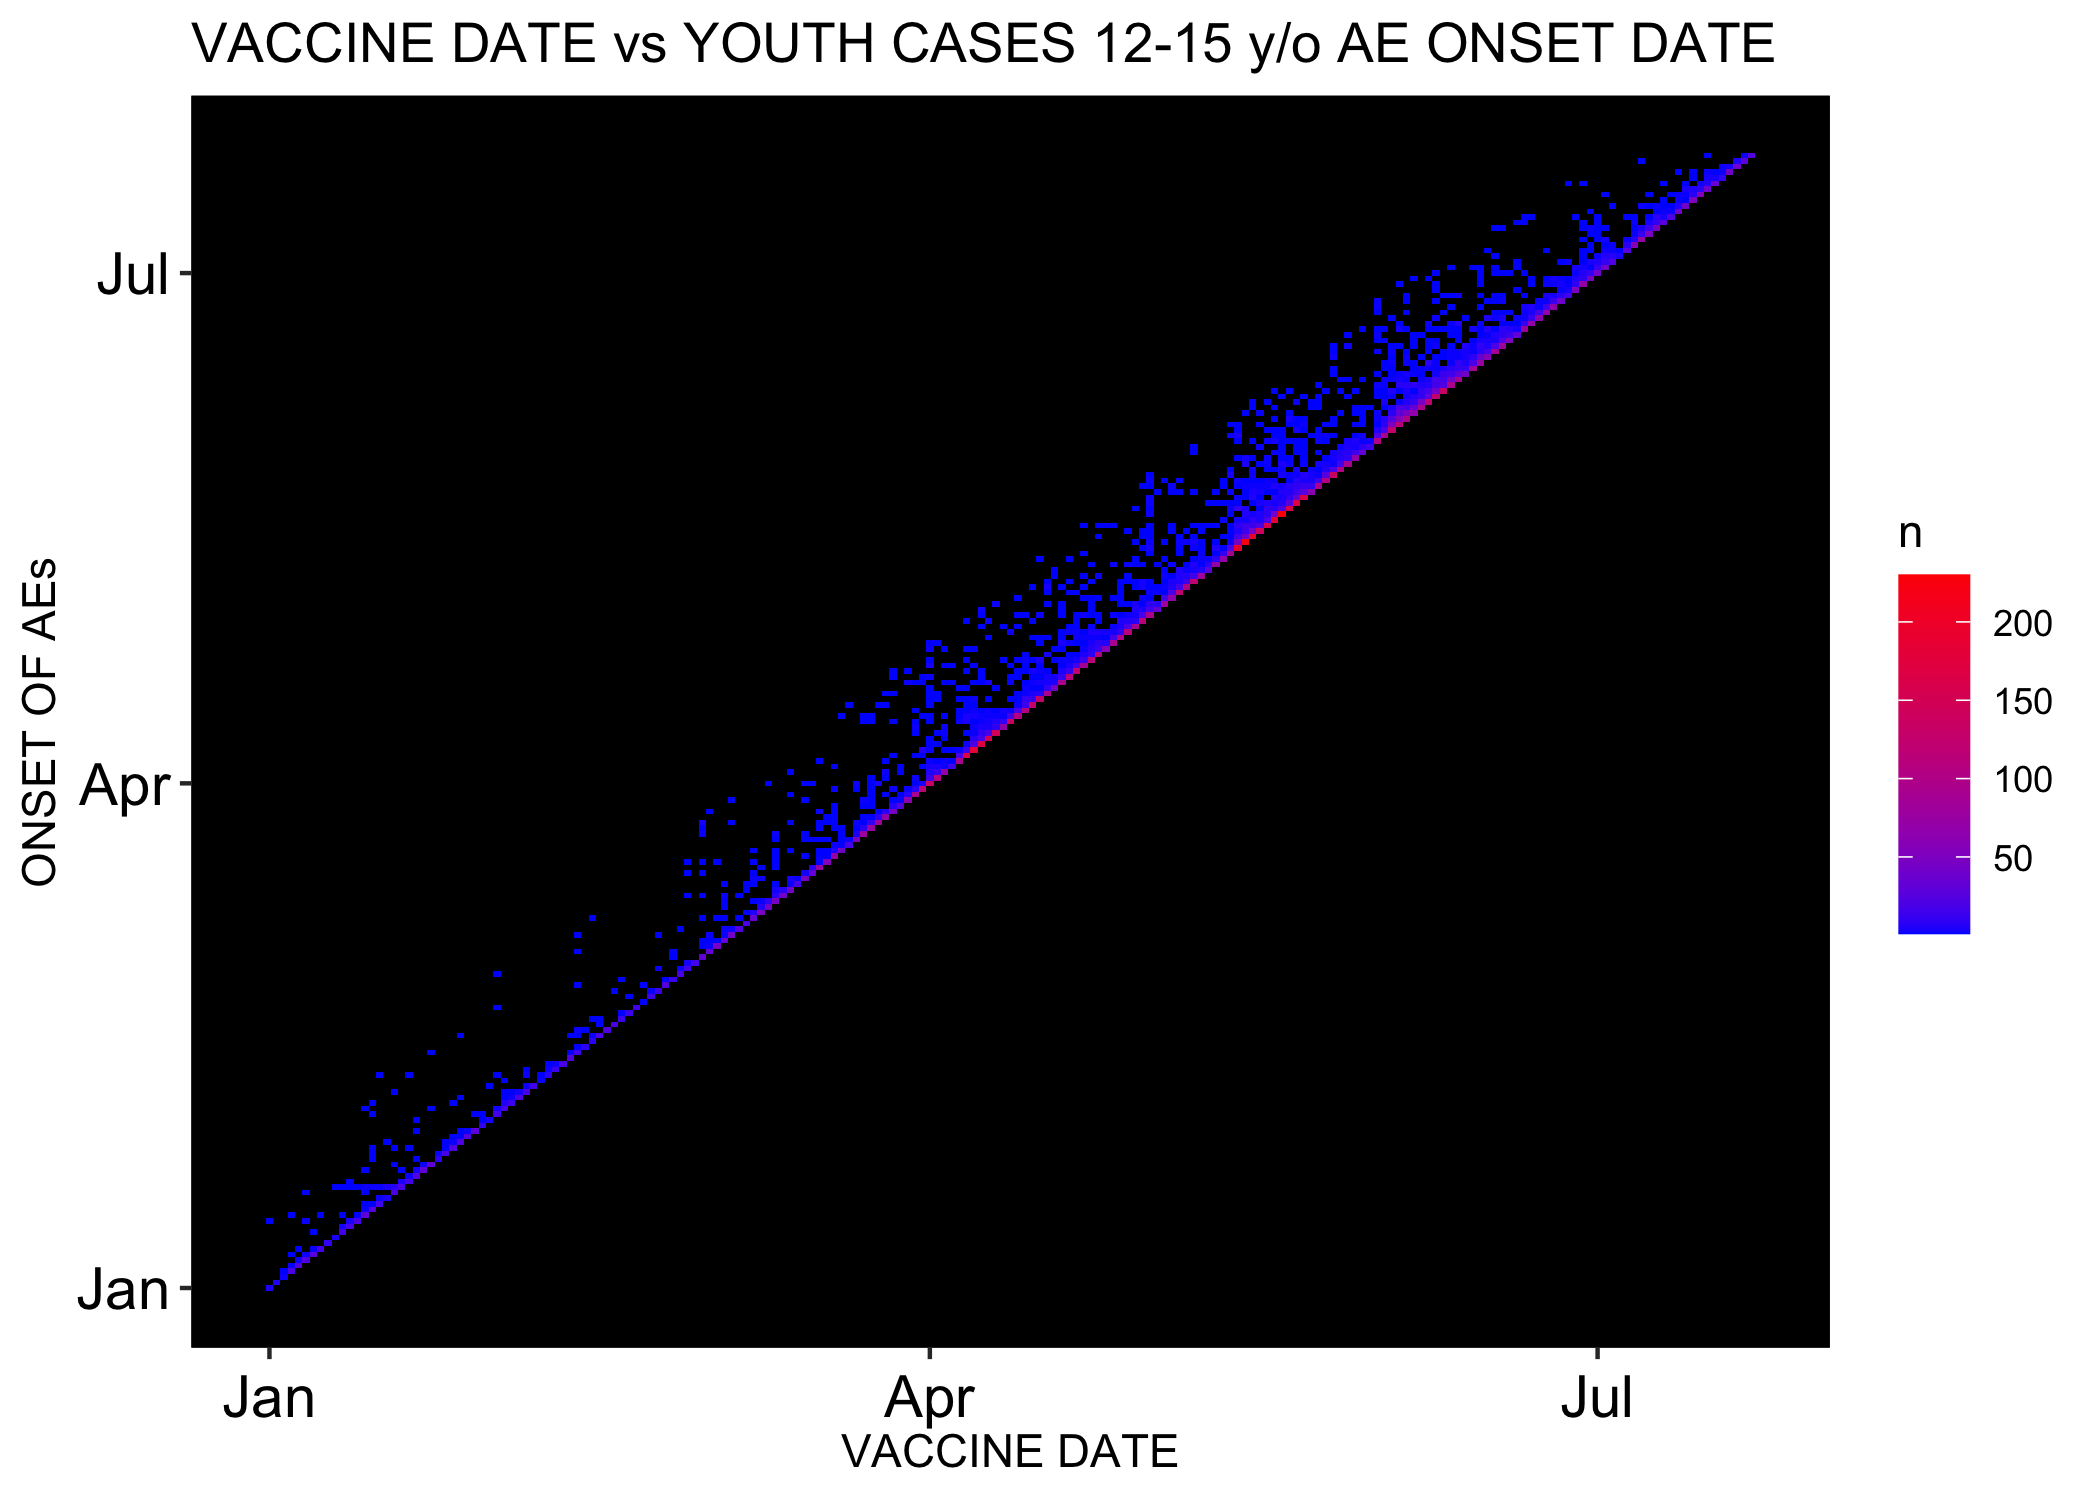 VACCINE DATE vs YOUTH CASES 12-15 y/o AE ONSET DATE
ONSET OF AEs
Jul
Apr
Jan
Jan Apr Jul
VACCINE DATE
n
200
150
100
50